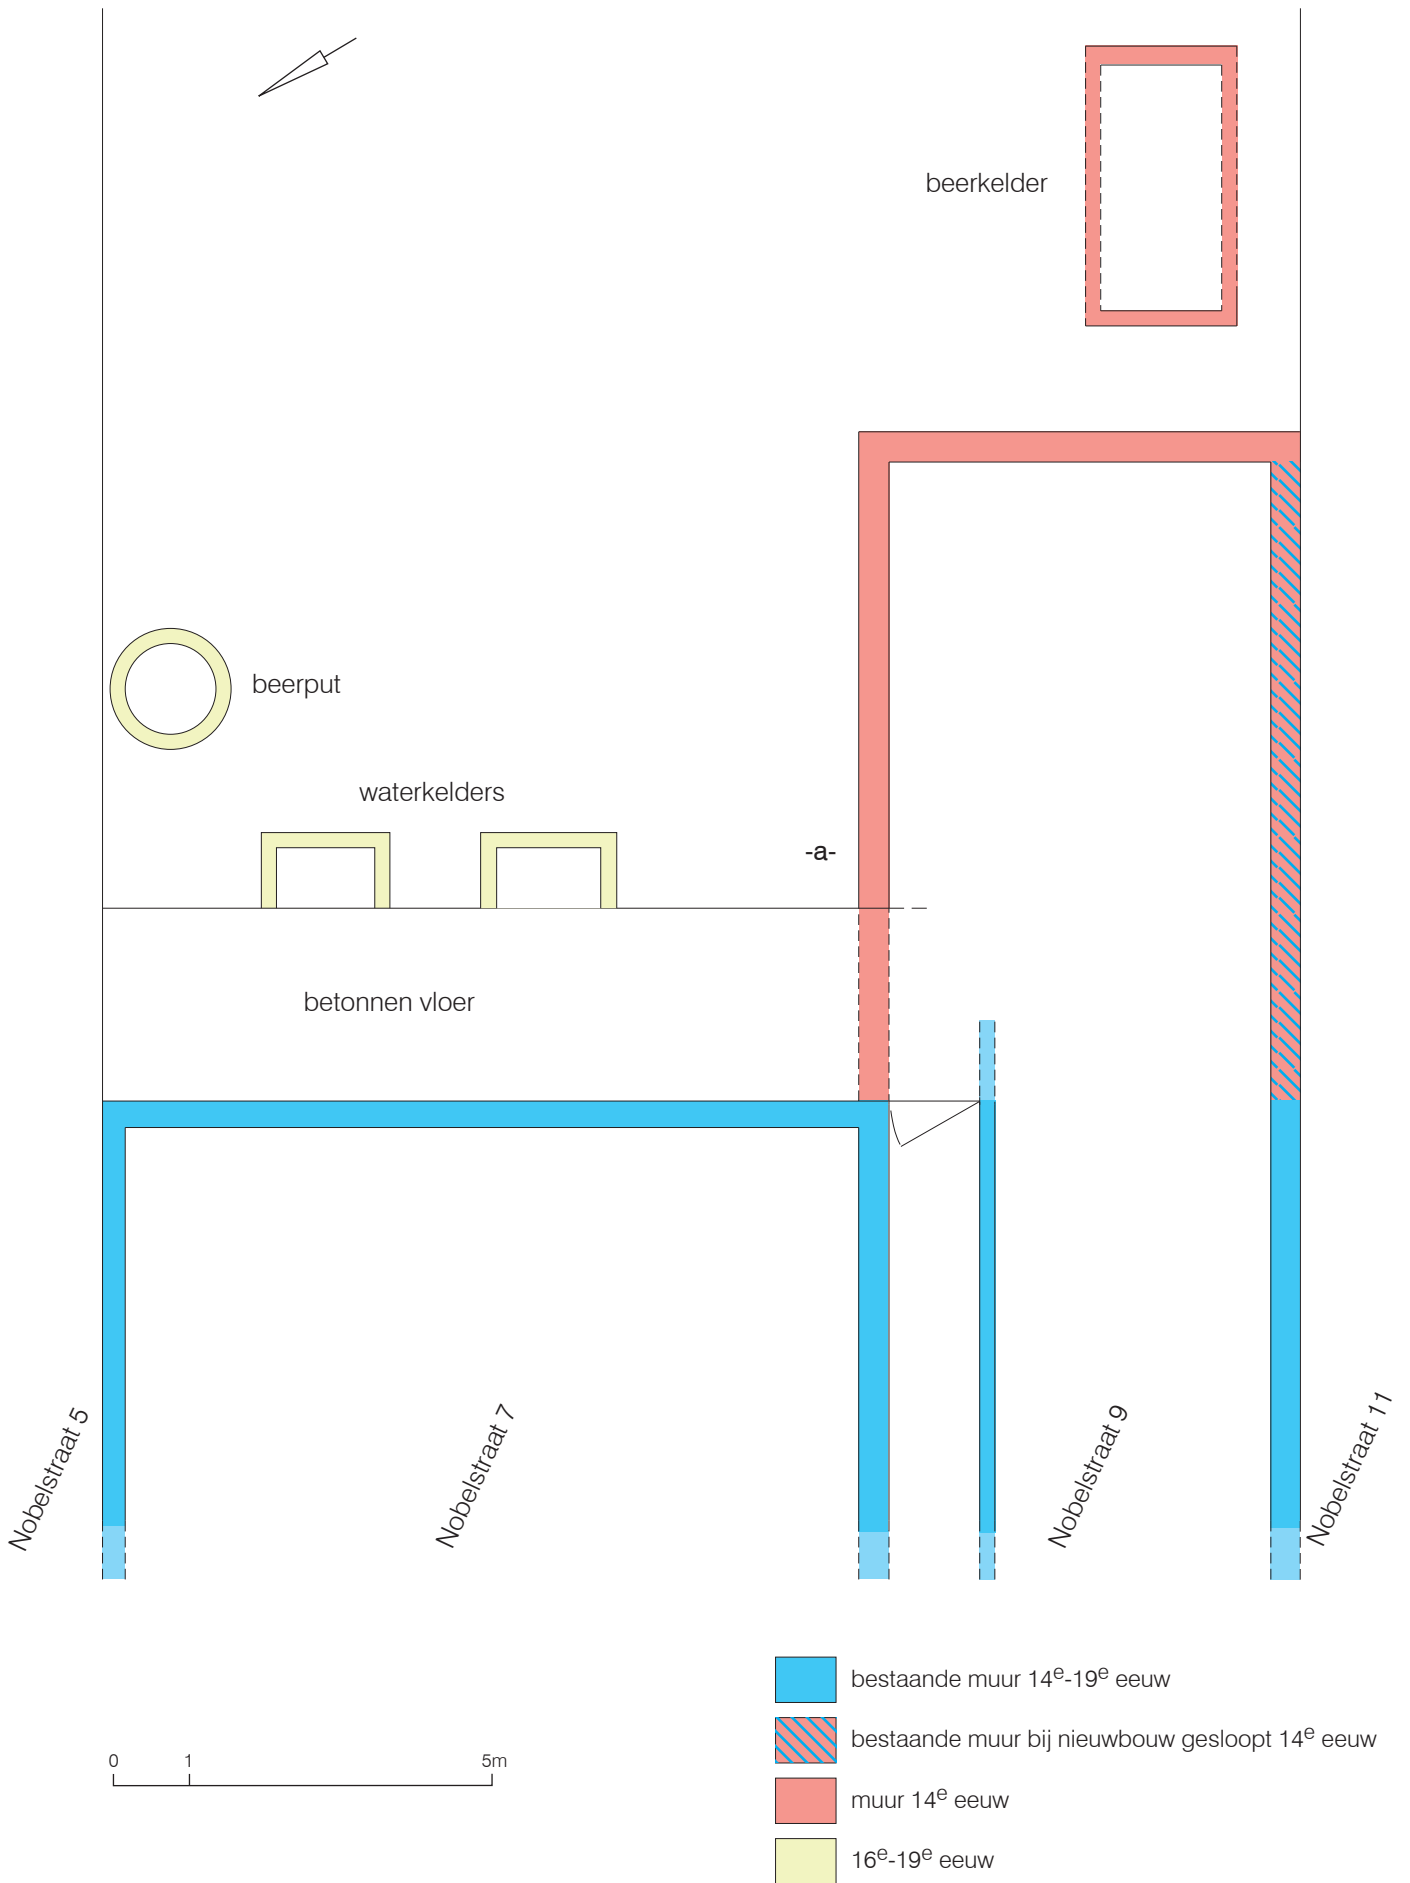 beerkelder
beerput
waterkelders
-a-
betonnen vloer
Nobelstraat 5
Nobelstraat 7
Nobelstraat 9
Nobelstraat 11
bestaande muur 14e-19e eeuw
bestaande muur bij nieuwbouw gesloopt 14e eeuw
muur 14e eeuw
16e-19e eeuw
0 1 5m